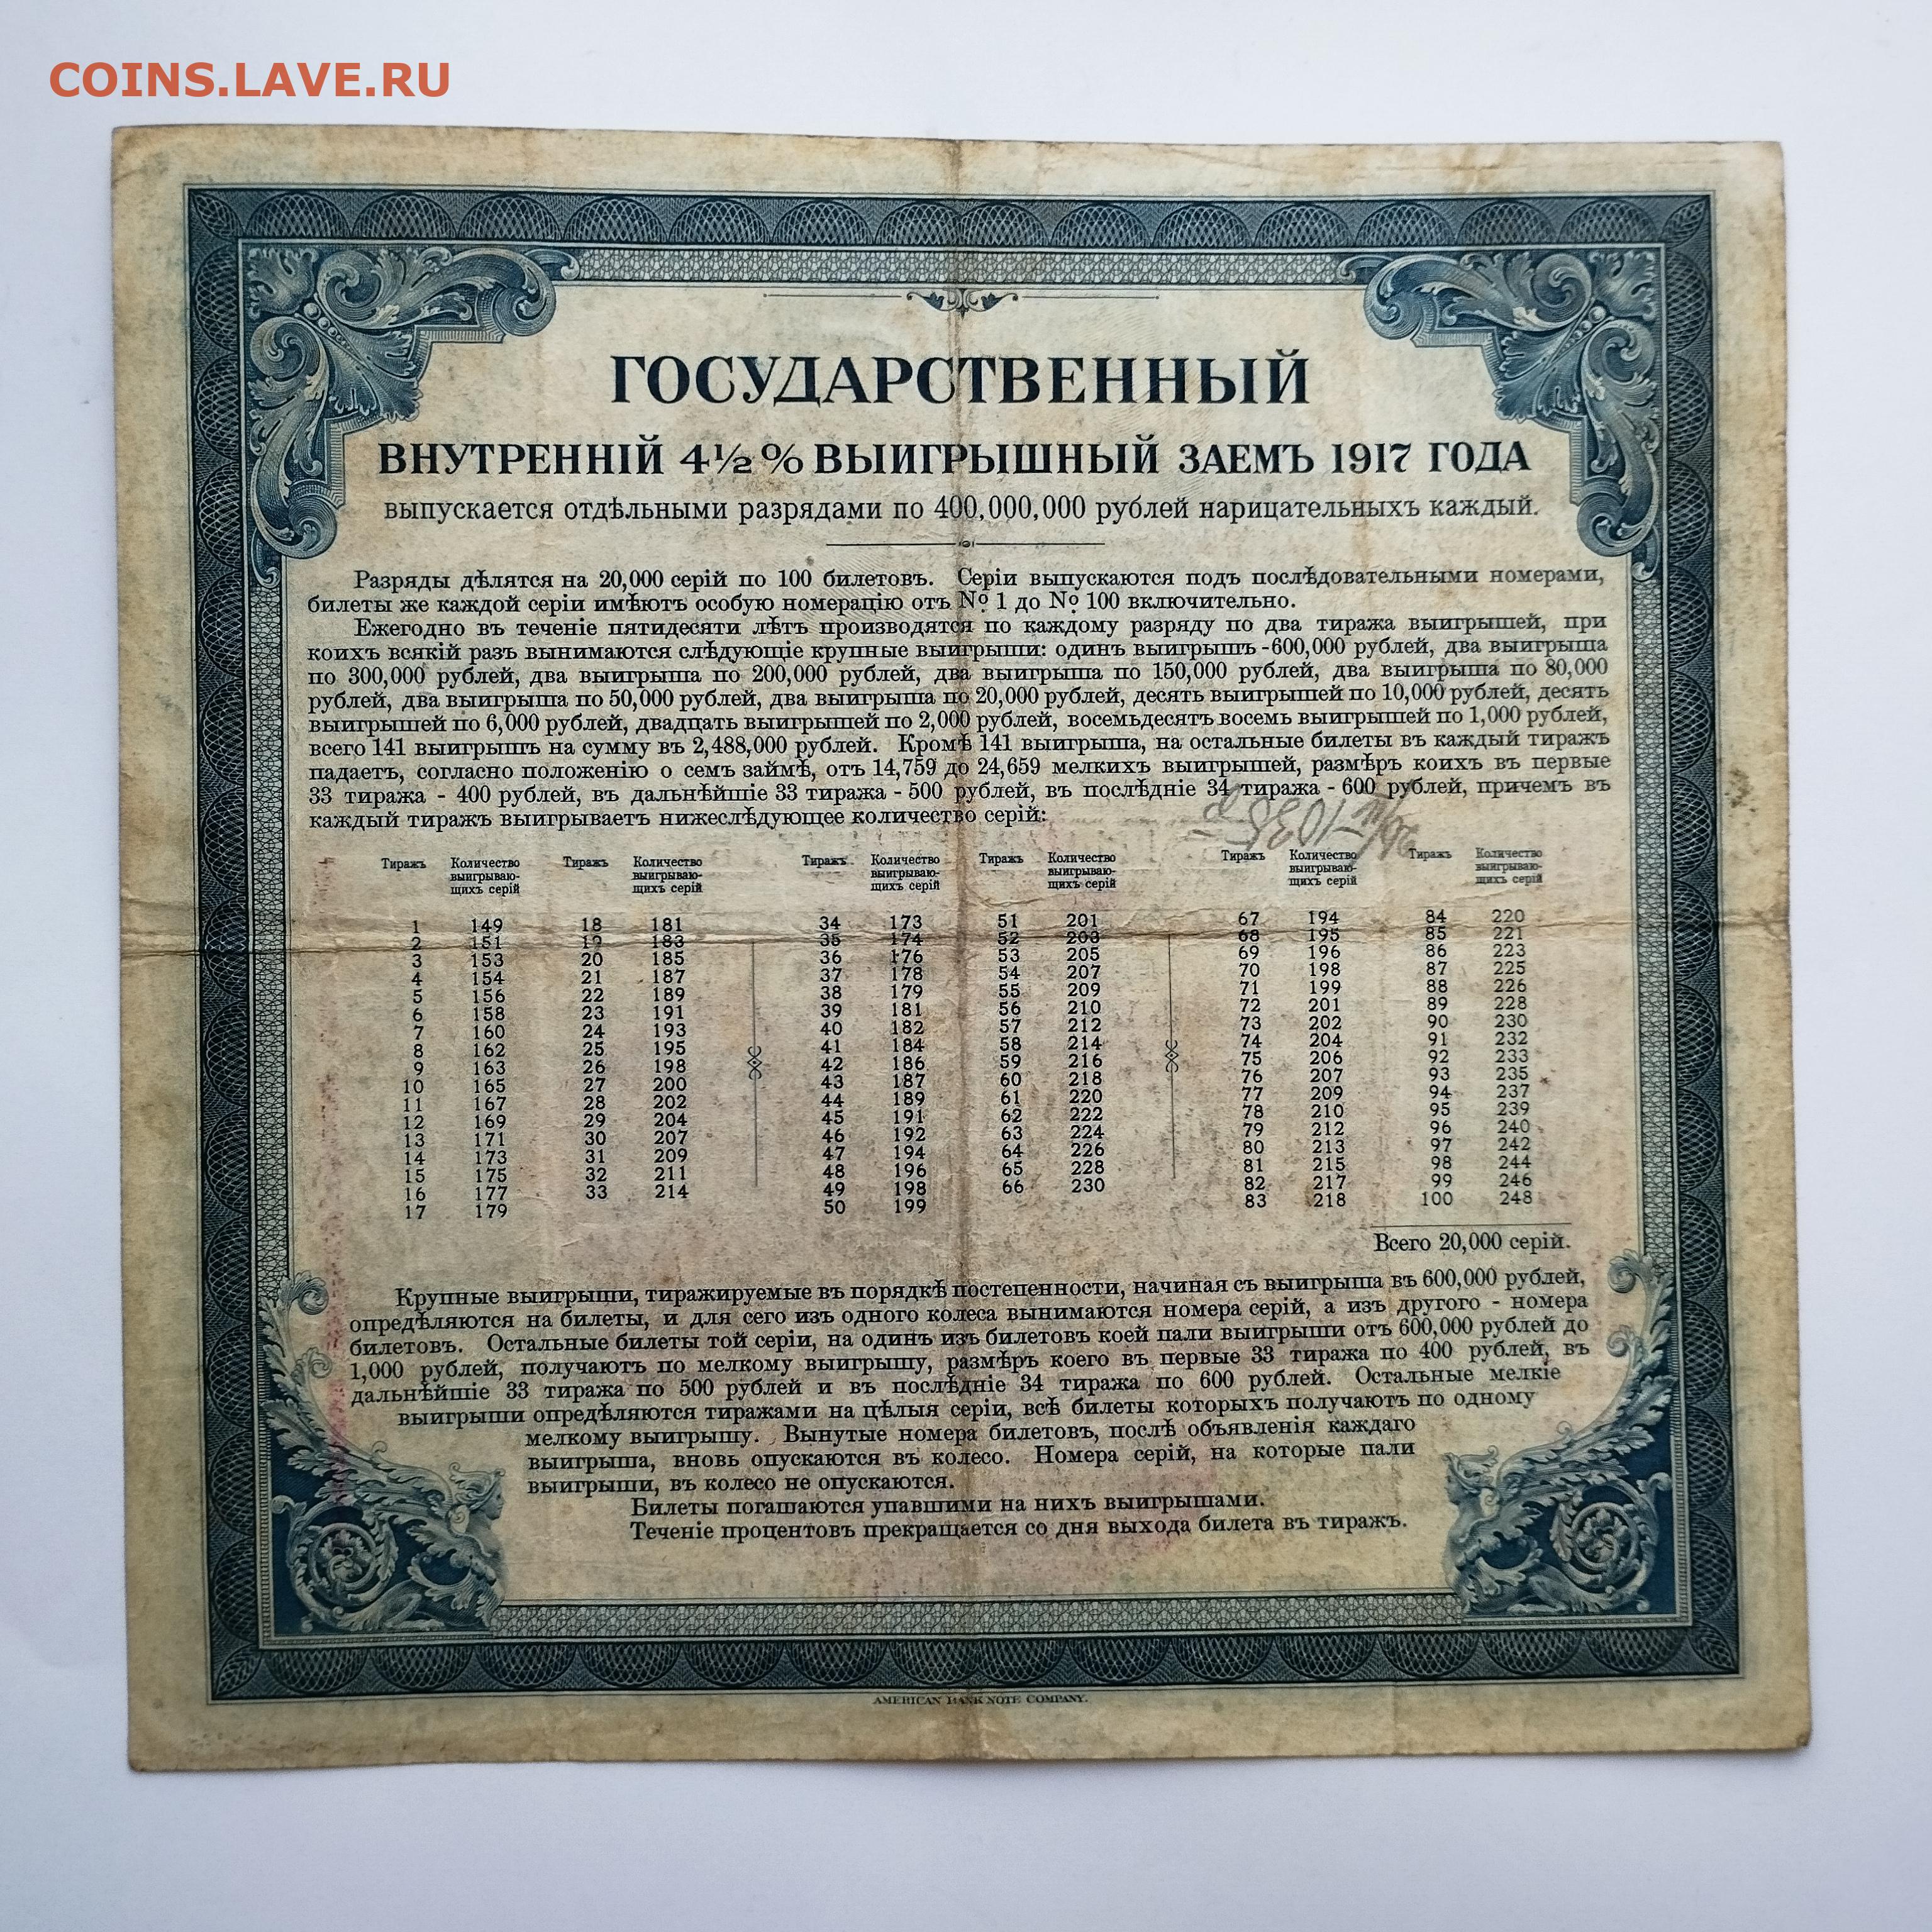 COINS.LAVE.RU
ГОСУДАРСТВЕННЫЙ
ВНУТРЕННІЙ 4½% ВЫИГРЫШНЫЙ ЗАЕМЪ 1917 ГОДА
выпускается отдѣльными разрядами по 400,000,000 рублей нарицательныхъ каждый.
Разряды дѣлятся на 20,000 серій по 100 билетовъ. Серіи выпускаются подъ послѣдовательными номерами,
билеты же каждой серіи имѣютъ особую номерацію отъ № 1 до № 100 включительно.
Ежегодно въ теченіе пятидесяти лѣтъ производятся по каждому разряду по два тиража выигрышей, при
коихъ всякій разъ вынимаются слѣдующіе крупные выигрыши: одинъ выигрышъ - 600,000 рублей, два выигрыша
по 300,000 рублей, два выигрыша по 200,000 рублей, два выигрыша по 150,000 рублей, два выигрыша по 80,000
рублей, два выигрыша по 50,000 рублей, два выигрыша по 20,000 рублей, десять выигрышей по 10,000 рублей, десять
выигрышей по 6,000 рублей, двадцать выигрышей по 2,000 рублей, восемьдесятъ восемь выигрышей по 1,000 рублей,
всего 141 выигрышъ на сумму въ 2,488,000 рублей. Кромѣ 141 выигрыша, на остальные билеты въ каждый тиражъ
падаетъ, согласно положенію о семъ займѣ, отъ 14,759 до 24,659 мелкихъ выигрышей, размѣръ коихъ въ первые
33 тиража - 400 рублей, въ дальнѣйшіе 33 тиража - 500 рублей, въ послѣдніе 34 тиража - 600 рублей, причемъ въ
каждый тиражъ выигрываетъ нижеслѣдующее количество серій:
Тиражъ Количество выигрываю- щихъ серій Тиражъ Количество выигрываю- щихъ серій Тиражъ Количество выигрываю- щихъ серій Тиражъ Количество выигрываю- щихъ серій Тиражъ Количество выигрываю- щихъ серій Тиражъ Количество выигрываю- щихъ серій
1 149 18 181 34 173 51 201 67 194 84 220
2 151 19 183 35 174 52 203 68 195 85 221
3 153 20 185 36 176 53 205 69 196 86 223
4 154 21 187 37 178 54 207 70 198 87 225
5 156 22 189 38 179 55 209 71 199 88 226
6 158 23 191 39 181 56 210 72 201 89 228
7 160 24 193 40 182 57 212 73 202 90 230
8 162 25 195 41 184 58 214 74 204 91 232
9 163 26 198 42 186 59 216 75 206 92 233
10 165 27 200 43 187 60 218 76 207 93 235
11 167 28 202 44 189 61 220 77 209 94 237
12 169 29 204 45 191 62 222 78 210 95 239
13 171 30 207 46 192 63 224 79 212 96 240
14 173 31 209 47 194 64 226 80 213 97 242
15 175 32 211 48 196 65 228 81 215 98 244
16 177 33 214 49 198 66 230 82 217 99 246
17 179 50 199 83 218 100 248
Всего 20,000 серій.
Крупные выигрыши, тиражируемые въ порядкѣ постепенности, начиная съ выигрыша въ 600,000 рублей,
опредѣляются на билеты, и для сего изъ одного колеса вынимаются номера серій, а изъ другого - номера
билетовъ. Остальные билеты той серіи, на одинъ изъ билетовъ коей пали выигрыши отъ 600,000 рублей до
1,000 рублей, получаютъ по мелкому выигрышу, размѣръ коего въ первые 33 тиража по 400 рублей, въ
дальнѣйшіе 33 тиража по 500 рублей и въ послѣдніе 34 тиража по 600 рублей. Остальные мелкіе
выигрыши опредѣляются тиражами на цѣлыя серіи, всѣ билеты которыхъ получаютъ по одному
мелкому выигрышу. Вынутые номера билетовъ, послѣ объявленія каждаго
выигрыша, вновь опускаются въ колесо. Номера серій, на которые пали
выигрыши, въ колесо не опускаются.
Билеты погашаются упавшими на нихъ выигрышами.
Теченіе процентовъ прекращается со дня выхода билета въ тиражъ.
AMERICAN BANK NOTE COMPANY.